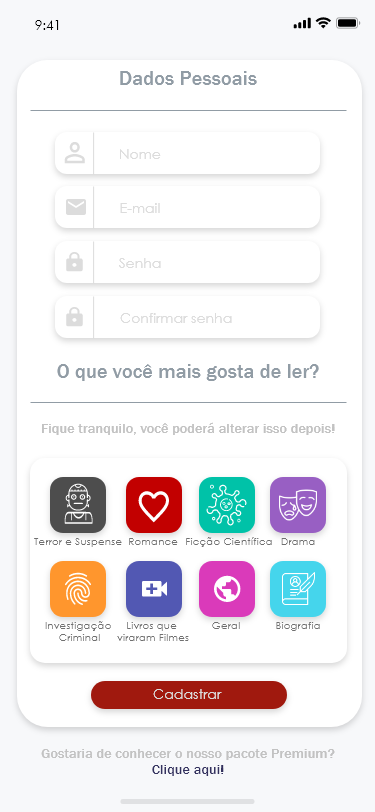 9:41
Dados Pessoais
Nome
E-mail
Senha
Confirmar senha
O que você mais gosta de ler?
Fique tranquilo, você poderá alterar isso depois!
Terror e Suspense
Romance
Ficção Científica
Drama
Investigação
Criminal
Livros que
viraram Filmes
Geral
Biografia
Cadastrar
Gostaria de conhecer o nosso pacote Premium?
Clique aqui!